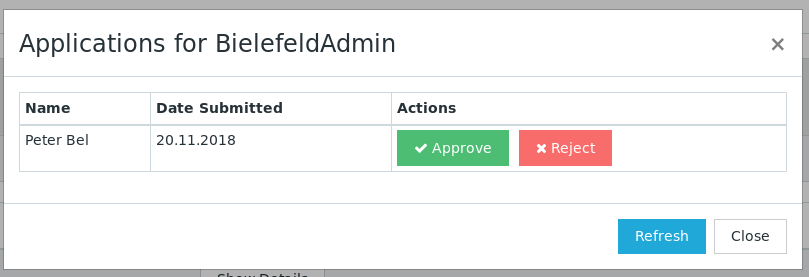 Applications for BielefeldAdmin
×
Name Date Submitted Actions
Peter Bel 20.11.2018 Approve Reject
Refresh Close
Show Details